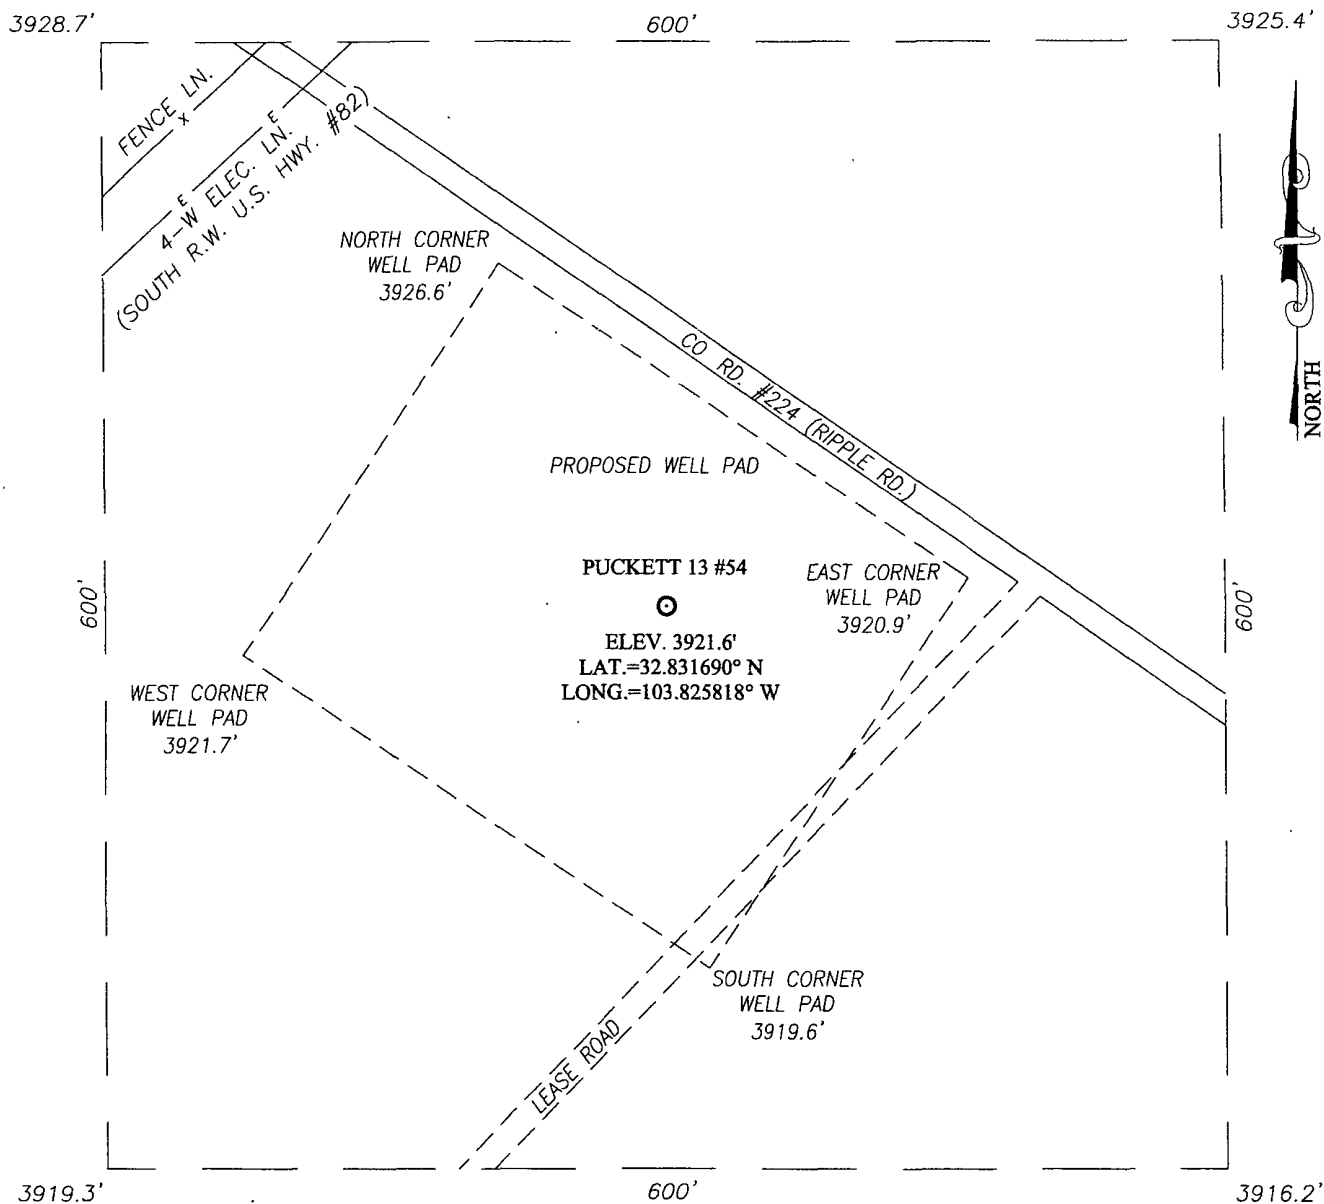 3928.7'
600'
3925.4'
FENCE LN.
X
E
E
4-W ELEC. LN.
(SOUTH R.W. U.S. HWY. #82)
NORTH CORNER
WELL PAD
3926.6'
NORTH
CO RD. #224 (RIPPLE RD.)
PROPOSED WELL PAD
PUCKETT 13 #54
EAST CORNER
WELL PAD
3920.9'
600'
600'
ELEV. 3921.6'
LAT.=32.831690° N
LONG.=103.825818° W
WEST CORNER
WELL PAD
3921.7'
SOUTH CORNER
WELL PAD
3919.6'
LEASE ROAD
3919.3'
600'
3916.2'